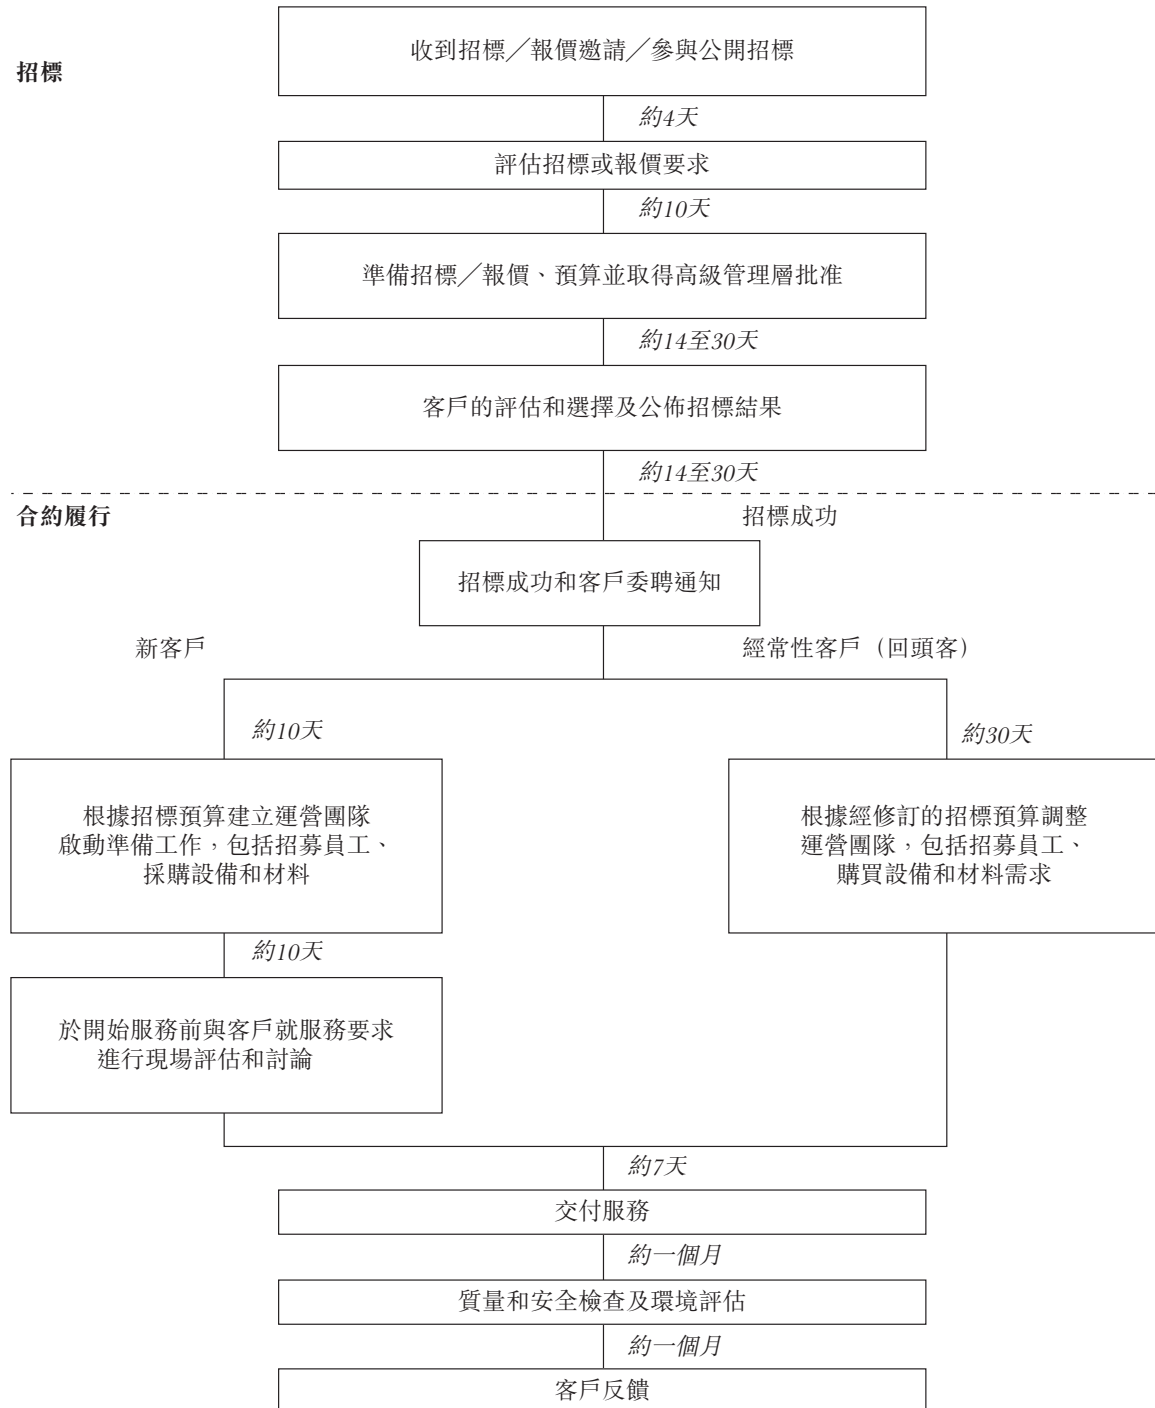 招標
收到招標／報價邀請／參與公開招標
約4天
評估招標或報價要求
約10天
準備招標／報價、預算並取得高級管理層批准
約14至30天
客戶的評估和選擇及公佈招標結果
約14至30天
合約履行
招標成功
招標成功和客戶委聘通知
新客戶
經常性客戶（回頭客）
約10天
約30天
根據招標預算建立運營團隊
啟動準備工作，包括招募員工、
採購設備和材料
根據經修訂的招標預算調整
運營團隊，包括招募員工、
購買設備和材料需求
約10天
於開始服務前與客戶就服務要求
進行現場評估和討論
約7天
交付服務
約一個月
質量和安全檢查及環境評估
約一個月
客戶反饋